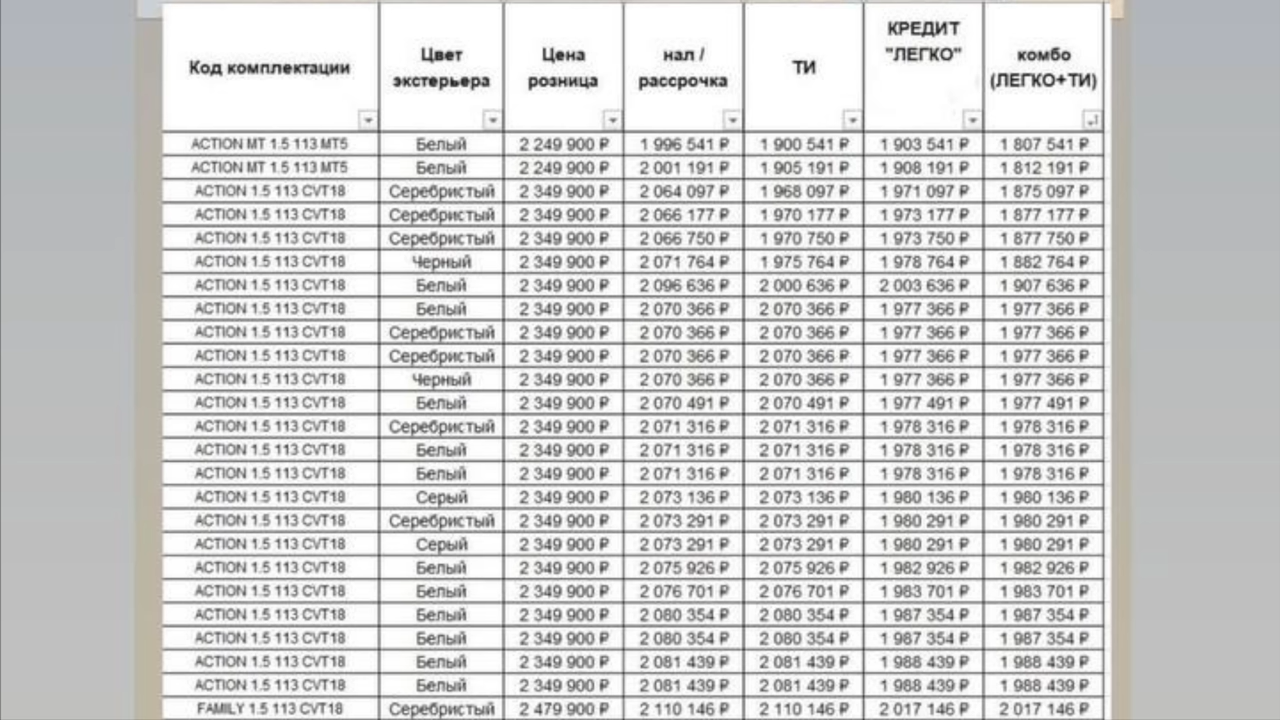 Код комплектации Цвет экстерьера Цена розница нал / рассрочка ТИ КРЕДИТ "ЛЕГКО" комбо (ЛЕГКО+ТИ)
ACTION MT 1.5 113 MT5 Белый 2 249 900 ₽ 1 996 541 ₽ 1 900 541 ₽ 1 903 541 ₽ 1 807 541 ₽
ACTION MT 1.5 113 MT5 Белый 2 249 900 ₽ 2 001 191 ₽ 1 905 191 ₽ 1 908 191 ₽ 1 812 191 ₽
ACTION 1.5 113 CVT18 Серебристый 2 349 900 ₽ 2 064 097 ₽ 1 968 097 ₽ 1 971 097 ₽ 1 875 097 ₽
ACTION 1.5 113 CVT18 Серебристый 2 349 900 ₽ 2 066 177 ₽ 1 970 177 ₽ 1 973 177 ₽ 1 877 177 ₽
ACTION 1.5 113 CVT18 Серебристый 2 349 900 ₽ 2 066 750 ₽ 1 970 750 ₽ 1 973 750 ₽ 1 877 750 ₽
ACTION 1.5 113 CVT18 Черный 2 349 900 ₽ 2 071 764 ₽ 1 975 764 ₽ 1 978 764 ₽ 1 882 764 ₽
ACTION 1.5 113 CVT18 Белый 2 349 900 ₽ 2 096 636 ₽ 2 000 636 ₽ 2 003 636 ₽ 1 907 636 ₽
ACTION 1.5 113 CVT18 Белый 2 349 900 ₽ 2 070 366 ₽ 2 070 366 ₽ 1 977 366 ₽ 1 977 366 ₽
ACTION 1.5 113 CVT18 Серебристый 2 349 900 ₽ 2 070 366 ₽ 2 070 366 ₽ 1 977 366 ₽ 1 977 366 ₽
ACTION 1.5 113 CVT18 Серебристый 2 349 900 ₽ 2 070 366 ₽ 2 070 366 ₽ 1 977 366 ₽ 1 977 366 ₽
ACTION 1.5 113 CVT18 Черный 2 349 900 ₽ 2 070 366 ₽ 2 070 366 ₽ 1 977 366 ₽ 1 977 366 ₽
ACTION 1.5 113 CVT18 Белый 2 349 900 ₽ 2 070 491 ₽ 2 070 491 ₽ 1 977 491 ₽ 1 977 491 ₽
ACTION 1.5 113 CVT18 Серебристый 2 349 900 ₽ 2 071 316 ₽ 2 071 316 ₽ 1 978 316 ₽ 1 978 316 ₽
ACTION 1.5 113 CVT18 Белый 2 349 900 ₽ 2 071 316 ₽ 2 071 316 ₽ 1 978 316 ₽ 1 978 316 ₽
ACTION 1.5 113 CVT18 Белый 2 349 900 ₽ 2 071 316 ₽ 2 071 316 ₽ 1 978 316 ₽ 1 978 316 ₽
ACTION 1.5 113 CVT18 Серый 2 349 900 ₽ 2 073 136 ₽ 2 073 136 ₽ 1 980 136 ₽ 1 980 136 ₽
ACTION 1.5 113 CVT18 Серебристый 2 349 900 ₽ 2 073 291 ₽ 2 073 291 ₽ 1 980 291 ₽ 1 980 291 ₽
ACTION 1.5 113 CVT18 Серый 2 349 900 ₽ 2 073 291 ₽ 2 073 291 ₽ 1 980 291 ₽ 1 980 291 ₽
ACTION 1.5 113 CVT18 Белый 2 349 900 ₽ 2 075 926 ₽ 2 075 926 ₽ 1 982 926 ₽ 1 982 926 ₽
ACTION 1.5 113 CVT18 Белый 2 349 900 ₽ 2 076 701 ₽ 2 076 701 ₽ 1 983 701 ₽ 1 983 701 ₽
ACTION 1.5 113 CVT18 Белый 2 349 900 ₽ 2 080 354 ₽ 2 080 354 ₽ 1 987 354 ₽ 1 987 354 ₽
ACTION 1.5 113 CVT18 Белый 2 349 900 ₽ 2 080 354 ₽ 2 080 354 ₽ 1 987 354 ₽ 1 987 354 ₽
ACTION 1.5 113 CVT18 Белый 2 349 900 ₽ 2 081 439 ₽ 2 081 439 ₽ 1 988 439 ₽ 1 988 439 ₽
ACTION 1.5 113 CVT18 Белый 2 349 900 ₽ 2 081 439 ₽ 2 081 439 ₽ 1 988 439 ₽ 1 988 439 ₽
FAMILY 1.5 113 CVT18 Серебристый 2 479 900 ₽ 2 110 146 ₽ 2 110 146 ₽ 2 017 146 ₽ 2 017 146 ₽